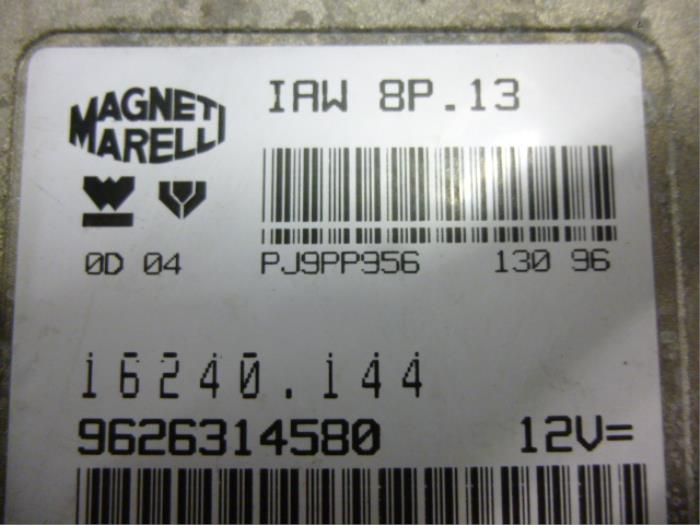 MAGNETI
MARELLI
IAW 8P.13
0D 04
PJ9PP956 130 96
16240.144
9626314580 12V=